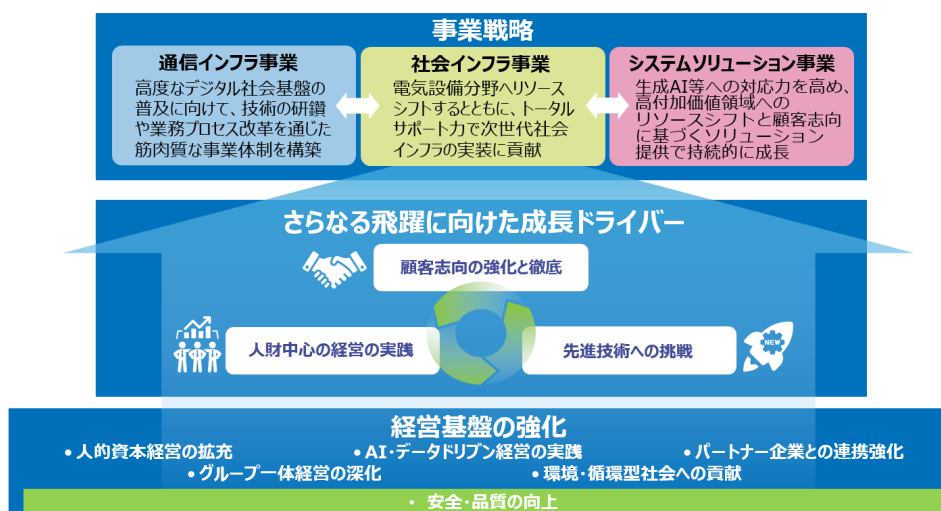 事業戦略
通信インフラ事業
高度なデジタル社会基盤の
普及に向けて、技術の研鑽
や業務プロセス改革を通じた
筋肉質な事業体制を構築
社会インフラ事業
電気設備分野へリソース
シフトするとともに、トータル
サポート力で次世代社会
インフラの実装に貢献
システムソリューション事業
生成AI等への対応力を高め、
高付加価値領域への
リソースシフトと顧客志向
に基づくソリューション
提供で持続的に成長
さらなる飛躍に向けた成長ドライバー
顧客志向の強化と徹底
人財中心の経営の実践
先進技術への挑戦
NEW
経営基盤の強化
• 人的資本経営の拡充
• AI・データドリブン経営の実践
• パートナー企業との連携強化
• グループ一体経営の深化
• 環境・循環型社会への貢献
• 安全・品質の向上